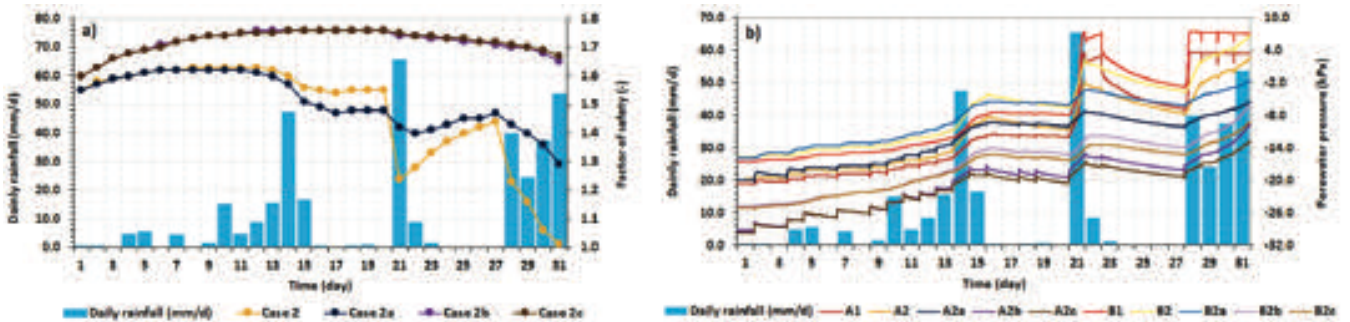 a)
Dainly rainfall (mm/d)
80.0
70.0
60.0
50.0
40.0
30.0
20.0
10.0
0.0
1 3 5 7 9 11 13 15 17 19 21 23 25 27 29 31
Time (day)
1.8
1.7
1.6
1.5
1.4
1.3
1.2
1.1
1.0
Factor of safety (-)
Daily rainfall (mm/d) Case 2 Case 2a Case 2b Case 2c
b)
Dainly rainfall (mm/d)
70.0
60.0
50.0
40.0
30.0
20.0
10.0
0.0
1 3 5 7 9 11 13 15 17 19 21 23 25 27 29 31
Time (day)
10.0
4.0
-2.0
-8.0
-14.0
-20.0
-26.0
-32.0
Porewater pressure (kPa)
Daily rainfall (mm/d) A1 A2 A2a A2b A2c B1 B2 B2a B2b B2c